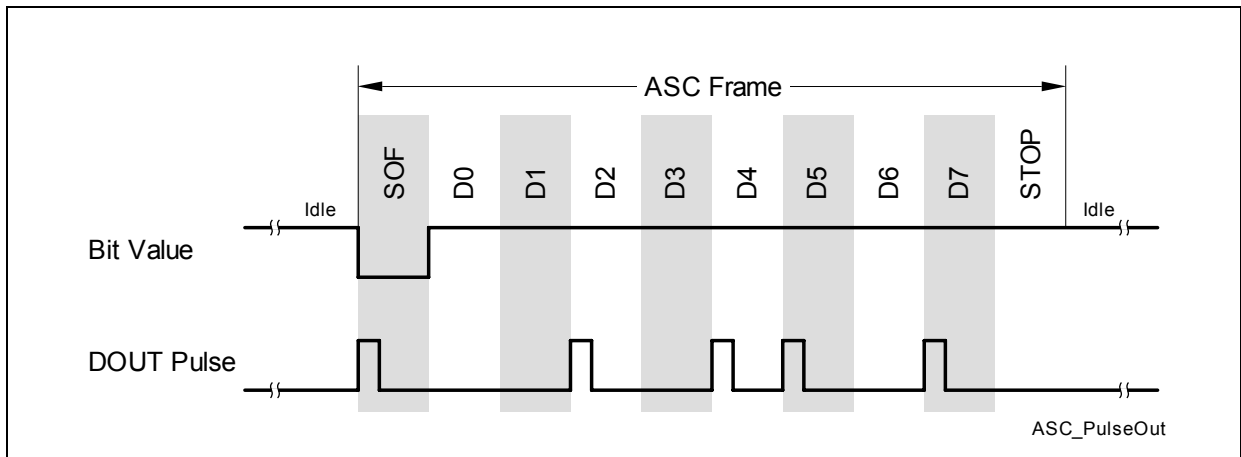 ASC Frame
SOF D0 D1 D2 D3 D4 D5 D6 D7 STOP
Idle Idle
Bit Value
DOUT Pulse
ASC_PulseOut